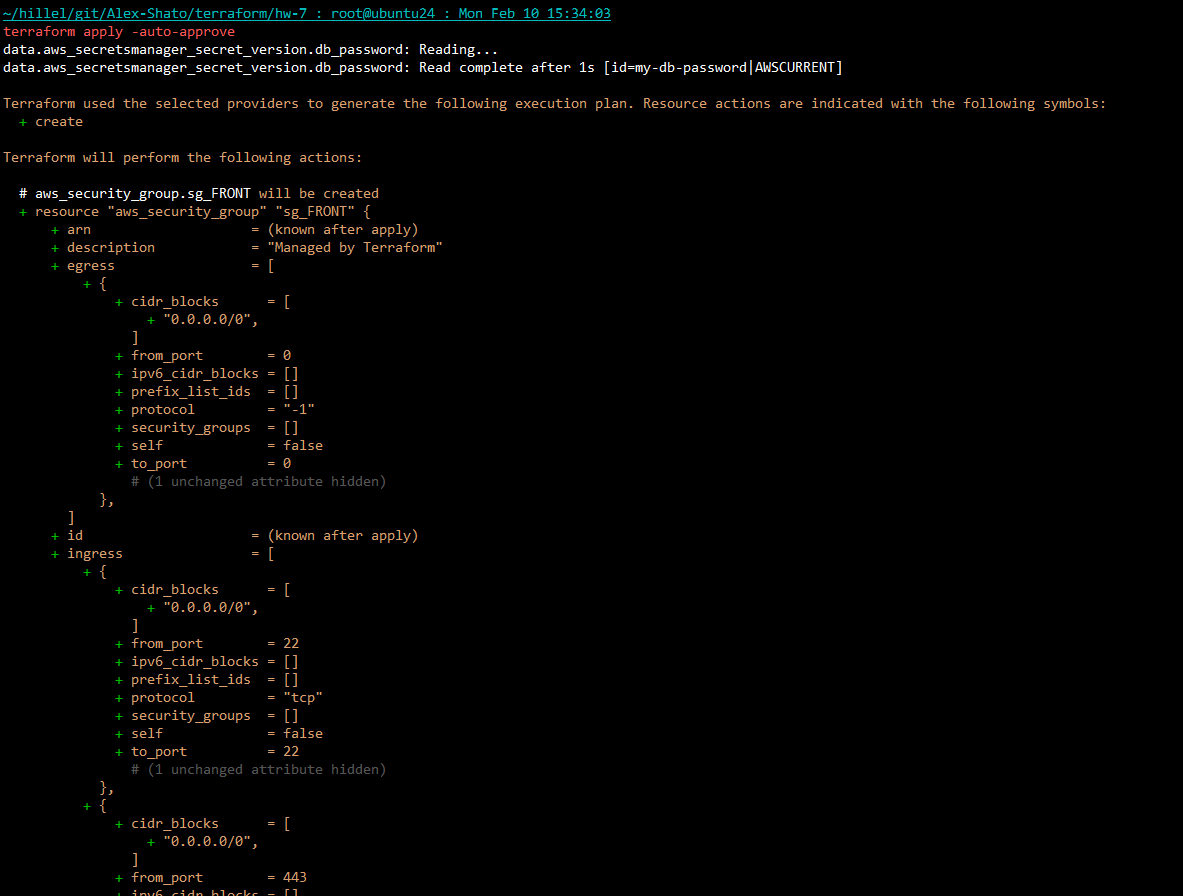 ~/hillel/git/Alex-Shato/terraform/hw-7 : root@ubuntu24 : Mon Feb 10 15:34:03
terraform apply -auto-approve
data.aws_secretsmanager_secret_version.db_password: Reading...
data.aws_secretsmanager_secret_version.db_password: Read complete after 1s [id=my-db-password|AWSCURRENT]

Terraform used the selected providers to generate the following execution plan. Resource actions are indicated with the following symbols:
  + create

Terraform will perform the following actions:

  # aws_security_group.sg_FRONT will be created
  + resource "aws_security_group" "sg_FRONT" {
      + arn                    = (known after apply)
      + description            = "Managed by Terraform"
      + egress                 = [
          + {
              + cidr_blocks      = [
                  + "0.0.0.0/0",
                ]
              + from_port        = 0
              + ipv6_cidr_blocks = []
              + prefix_list_ids  = []
              + protocol         = "-1"
              + security_groups  = []
              + self             = false
              + to_port          = 0
                # (1 unchanged attribute hidden)
            },
        ]
      + id                     = (known after apply)
      + ingress                = [
          + {
              + cidr_blocks      = [
                  + "0.0.0.0/0",
                ]
              + from_port        = 22
              + ipv6_cidr_blocks = []
              + prefix_list_ids  = []
              + protocol         = "tcp"
              + security_groups  = []
              + self             = false
              + to_port          = 22
                # (1 unchanged attribute hidden)
            },
          + {
              + cidr_blocks      = [
                  + "0.0.0.0/0",
                ]
              + from_port        = 443
              + ipv6_cidr_blocks = []